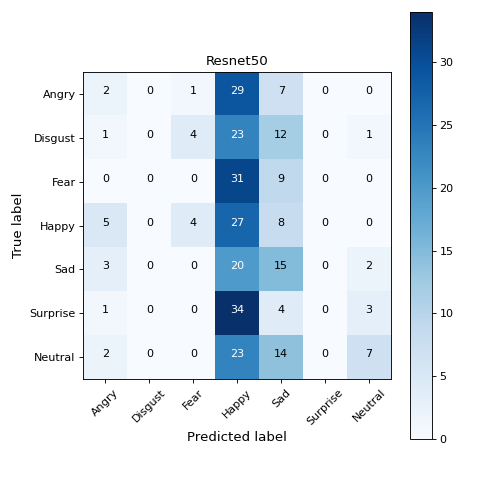 Resnet50
Angry 2 0 1 29 7 0 0
Disgust 1 0 4 23 12 0 1
Fear 0 0 0 31 9 0 0
Happy 5 0 4 27 8 0 0
Sad 3 0 0 20 15 0 2
Surprise 1 0 0 34 4 0 3
Neutral 2 0 0 23 14 0 7
Angry Disgust Fear Happy Sad Surprise Neutral
True label
Predicted label
30
25
20
15
10
5
0